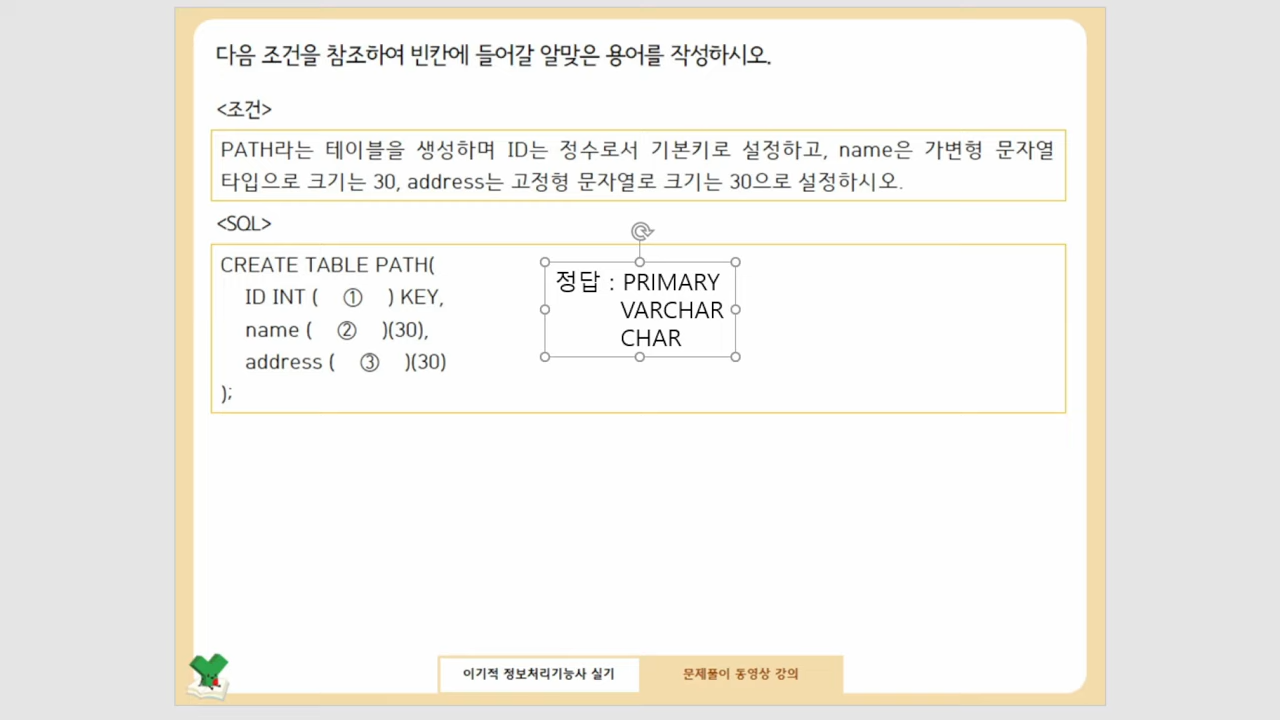 다음 조건을 참조하여 빈칸에 들어갈 알맞은 용어를 작성하시오.
<조건>
PATH라는 테이블을 생성하며 ID는 정수로서 기본키로 설정하고, name은 가변형 문자열
타입으로 크기는 30, address는 고정형 문자열로 크기는 30으로 설정하시오.
<SQL>
CREATE TABLE PATH(
ID INT ( ① ) KEY,
name ( ② )(30),
address ( ③ )(30)
);
정답 : PRIMARY
VARCHAR
CHAR
이기적 정보처리기능사 실기
문제풀이 동영상 강의